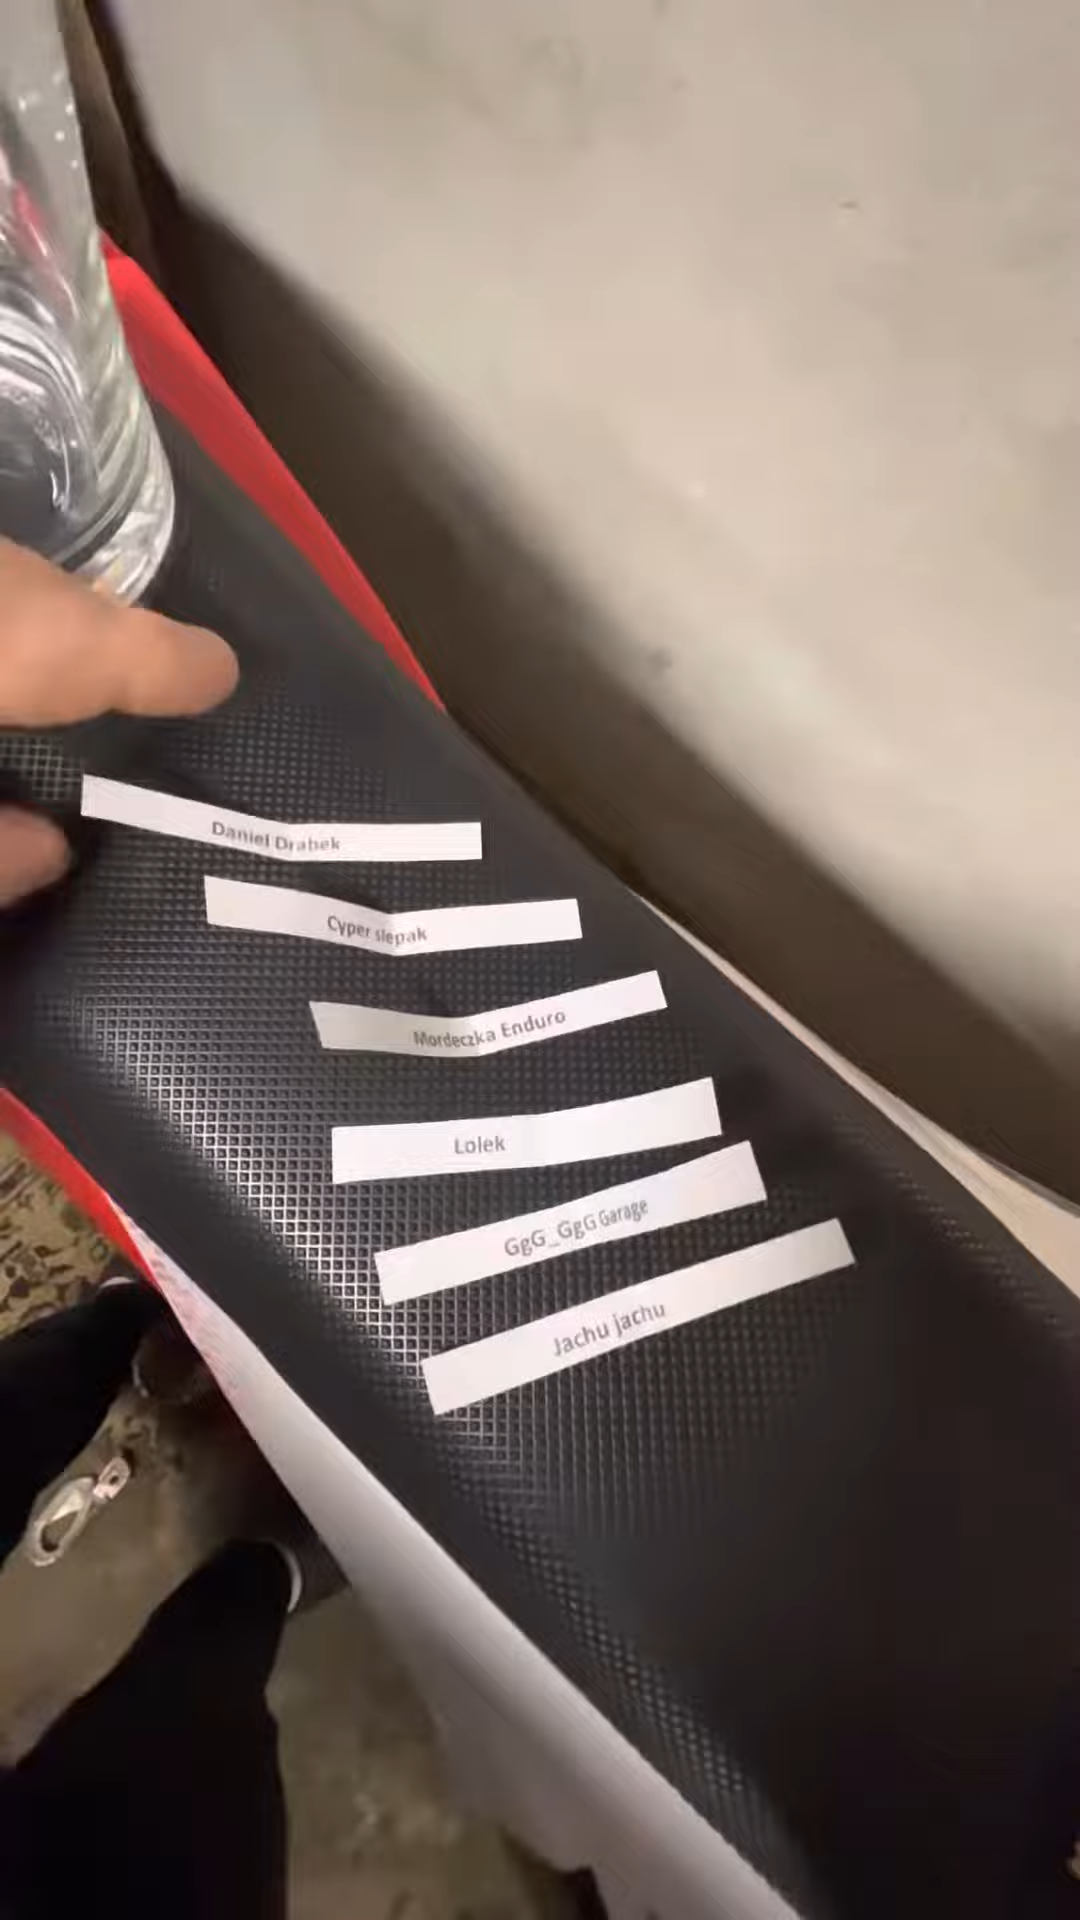 Daniel Drabek
Cyper slepak
Mordeczka Enduro
Lolek
GgG_GgG Garage
Jachu jachu